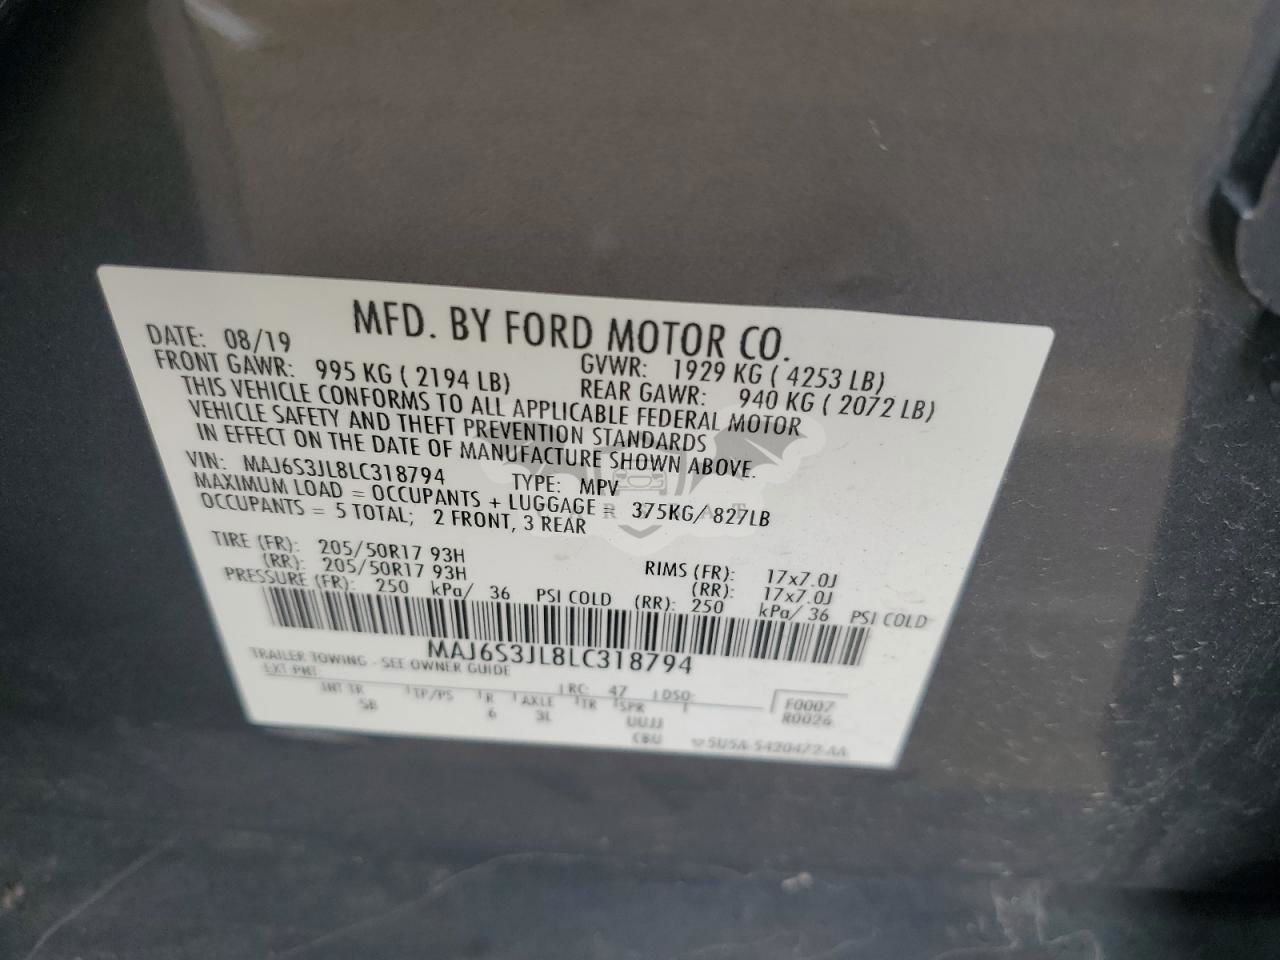 MFD. BY FORD MOTOR CO.
DATE: 08/19 GVWR: 1929 KG ( 4253 LB)
FRONT GAWR: 995 KG ( 2194 LB) REAR GAWR: 940 KG ( 2072 LB)
THIS VEHICLE CONFORMS TO ALL APPLICABLE FEDERAL MOTOR
VEHICLE SAFETY AND THEFT PREVENTION STANDARDS
IN EFFECT ON THE DATE OF MANUFACTURE SHOWN ABOVE.
VIN: MAJ6S3JL8LC318794 TYPE: MPV
MAXIMUM LOAD = OCCUPANTS + LUGGAGE = 375KG/ 827LB
OCCUPANTS = 5 TOTAL; 2 FRONT, 3 REAR
TIRE (FR): 205/50R17 93H RIMS (FR): 17x7.0J
(RR): 205/50R17 93H (RR): 17x7.0J
PRESSURE (FR): 250 kPa/ 36 PSI COLD (RR): 250 kPa/ 36 PSI COLD
MAJ6S3JL8LC318794
TRAILER TOWING - SEE OWNER GUIDE
EXT PNT: RC: 47 DSO: F0007
INT TR TP/PS R AXLE TR SPR R0026
5B 6 3L UUJJ
CBU 5U5A-5420472-AA